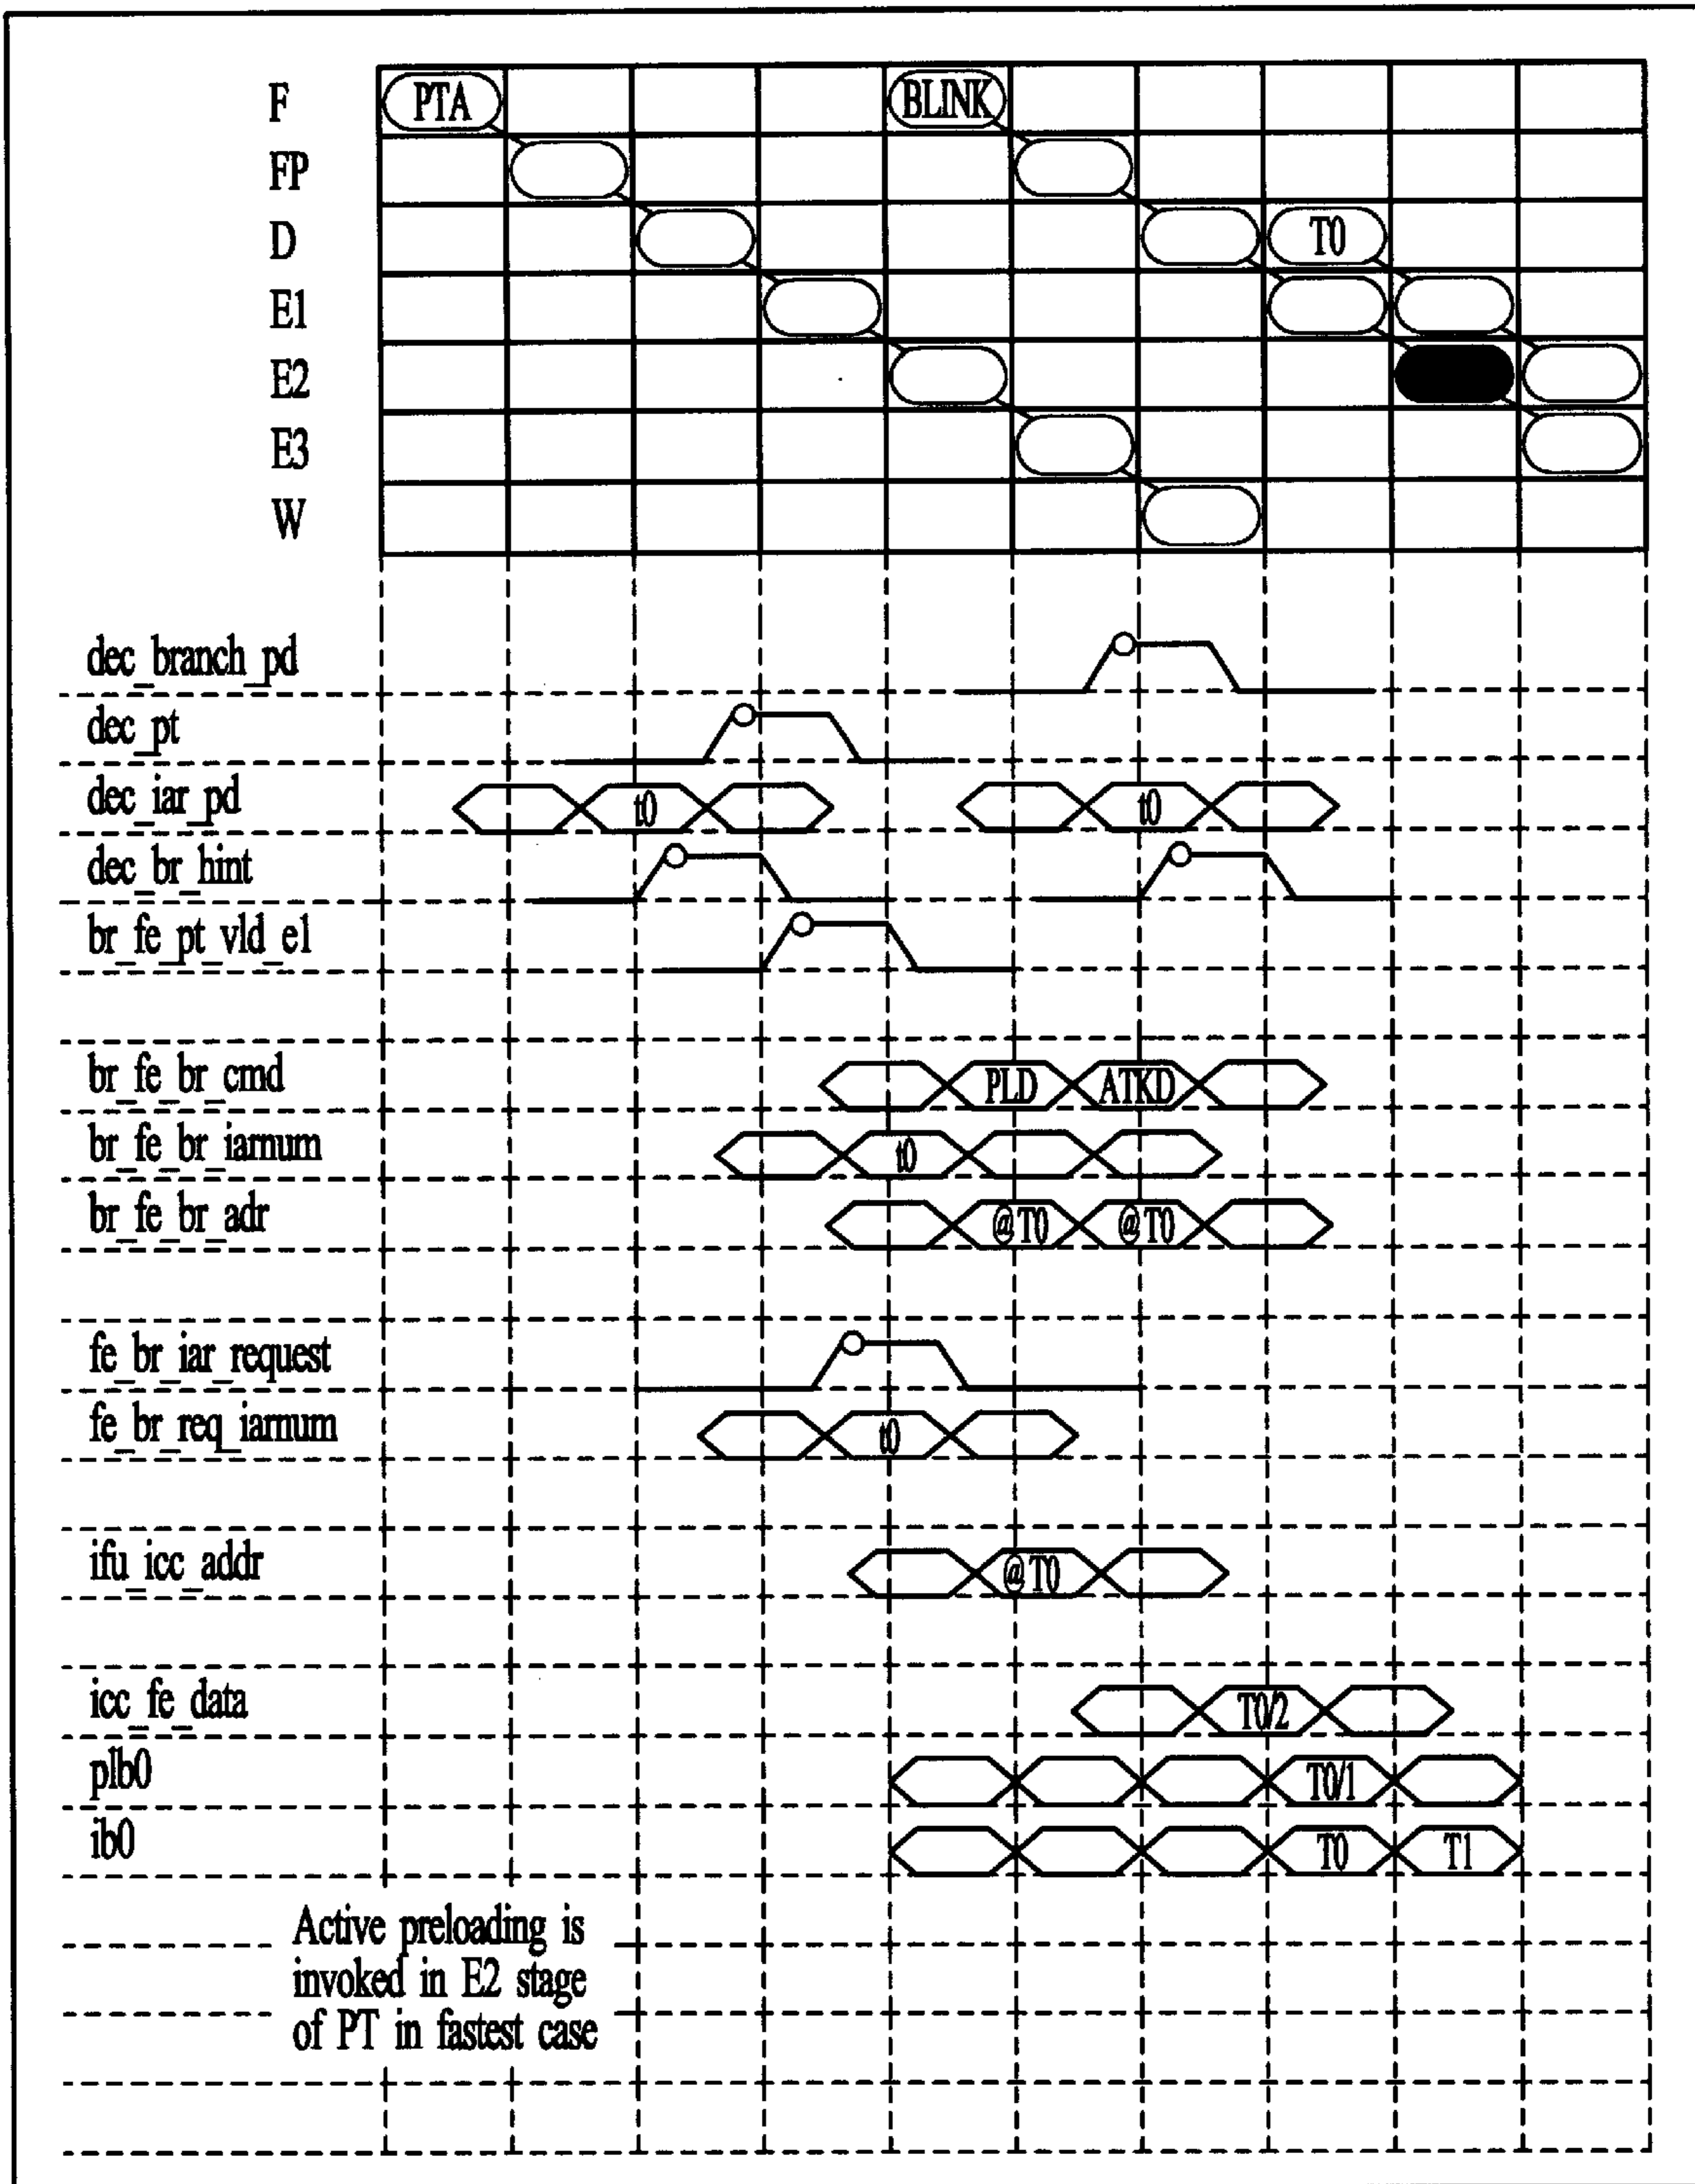 F PTA BLINK
FP
D T0
E1
E2
E3
W
dec_branch_pd
dec_pt
dec_iar_pd t0 t0
dec_br_hint
br_fe_pt_vld_e1
br_fe_br_cmd PLD ATKD
br_fe_br_iarnum t0
br_fe_br_adr @T0 @T0
fe_br_iar_request
fe_br_req_iarnum t0
ifu_icc_addr @T0
icc_fe_data T0/2
plb0 T0/1
ib0 T0 T1
Active preloading is
invoked in E2 stage
of PT in fastest case